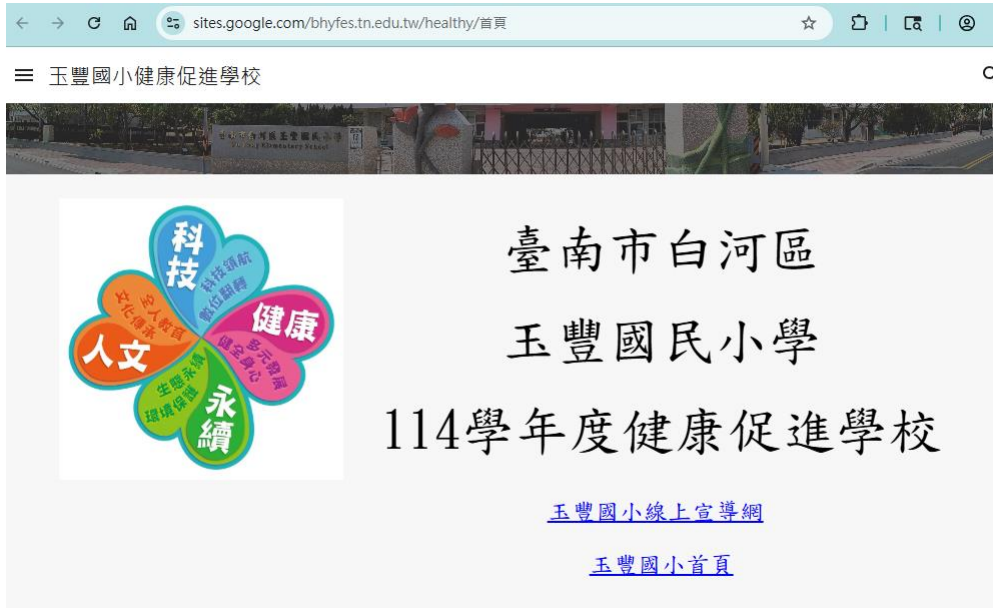 sites.google.com/bhyfes.tn.edu.tw/healthy/首頁
玉豐國小健康促進學校
科技
科技領航
數位翻轉
健康
多元發展
健全身心
人文
全人教育
文化傳承
永續
生態永續
環境保護
臺南市白河區
玉豐國民小學
114學年度健康促進學校
玉豐國小線上宣導網
玉豐國小首頁